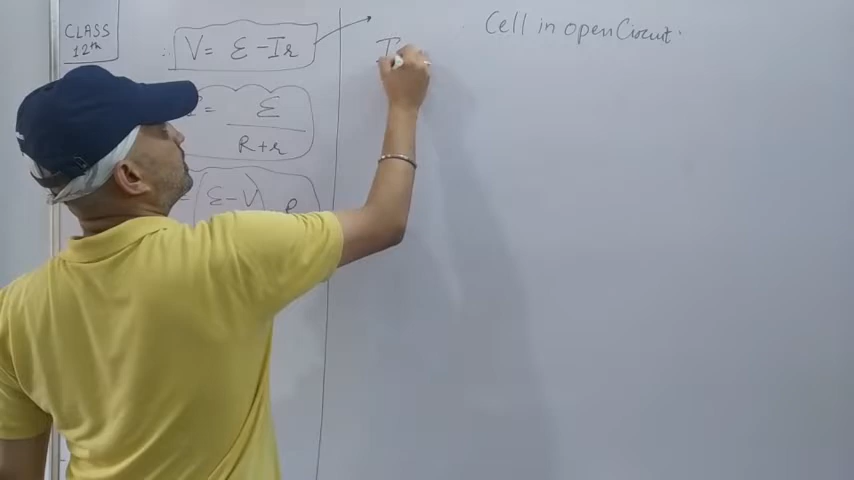 CLASS
12th
∴ V = ε - Ir
= ε / R+r
ε - V R
Cell in open Circuit.